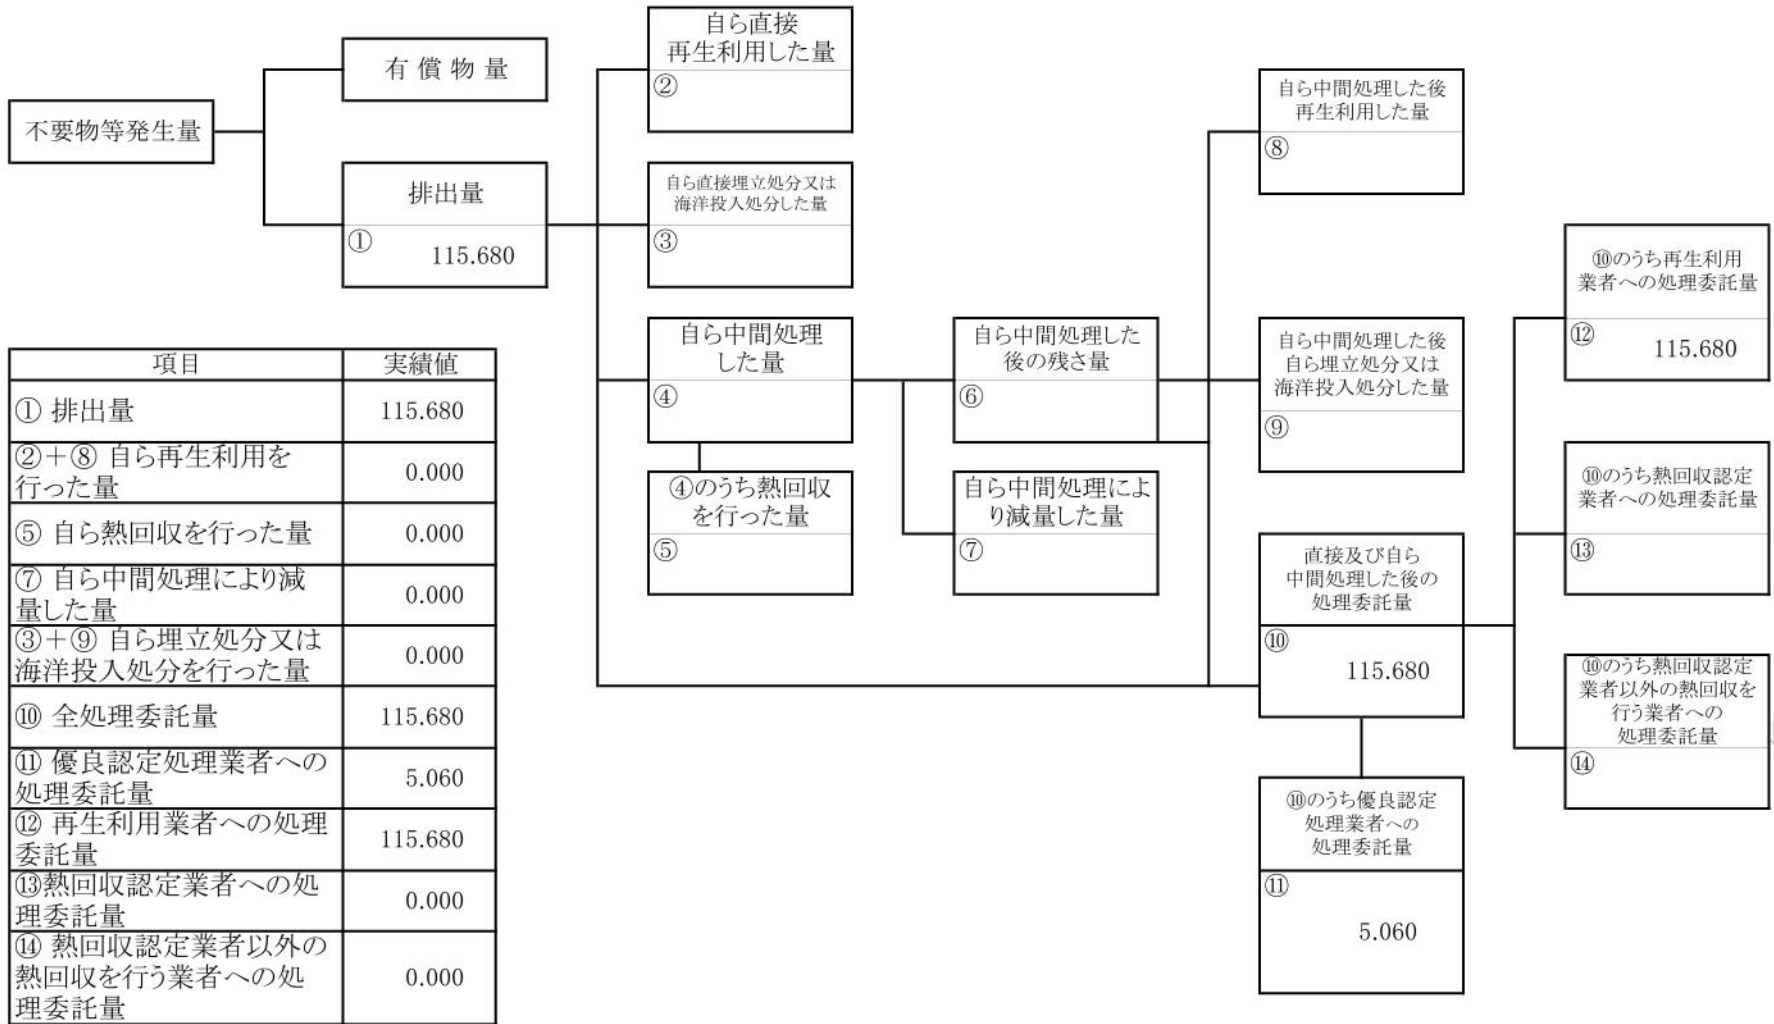 不要物等発生量
有償物量
排出量
①
115.680
自ら直接
再生利用した量
②
自ら直接埋立処分又は
海洋投入処分した量
③
自ら中間処理
した量
④
④のうち熱回収
を行った量
⑤
自ら中間処理した
後の残さ量
⑥
自ら中間処理によ
り減量した量
⑦
自ら中間処理した後
再生利用した量
⑧
自ら中間処理した後
自ら埋立処分又は
海洋投入処分した量
⑨
直接及び自ら
中間処理した後の
処理委託量
⑩
115.680
⑩のうち優良認定
処理業者への
処理委託量
⑪
5.060
⑩のうち再生利用
業者への処理委託量
⑫
115.680
⑩のうち熱回収認定
業者への処理委託量
⑬
⑩のうち熱回収認定
業者以外の熱回収を
行う業者への
処理委託量
⑭
項目 実績値
① 排出量 115.680
②+⑧ 自ら再生利用を
行った量 0.000
⑤ 自ら熱回収を行った量 0.000
⑦ 自ら中間処理により減
量した量 0.000
③+⑨ 自ら埋立処分又は
海洋投入処分を行った量 0.000
⑩ 全処理委託量 115.680
⑪ 優良認定処理業者への
処理委託量 5.060
⑫ 再生利用業者への処理
委託量 115.680
⑬熱回収認定業者への処
理委託量 0.000
⑭ 熱回収認定業者以外の
熱回収を行う業者への処
理委託量 0.000